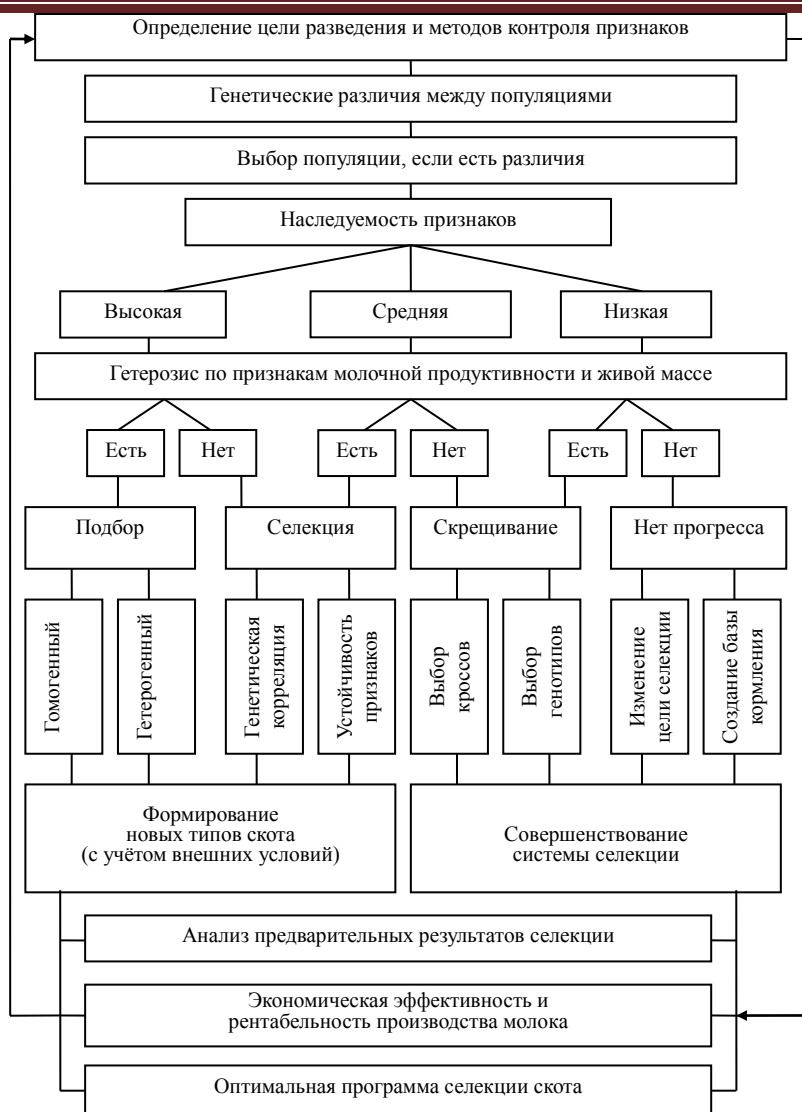 Определение цели разведения и методов контроля признаков
Генетические различия между популяциями
Выбор популяции, если есть различия
Наследуемость признаков
Высокая
Средняя
Низкая
Гетерозис по признакам молочной продуктивности и живой массе
Есть
Нет
Есть
Нет
Есть
Нет
Подбор
Селекция
Скрещивание
Нет прогресса
Гомогенный
Гетерогенный
Генетическая
корреляция
Устойчивость
признаков
Выбор
кроссов
Выбор
генотипов
Изменение
цели селекции
Создание базы
кормления
Формирование
новых типов скота
(с учётом внешних условий)
Совершенствование
системы селекции
Анализ предварительных результатов селекции
Экономическая эффективность и
рентабельность производства молока
Оптимальная программа селекции скота